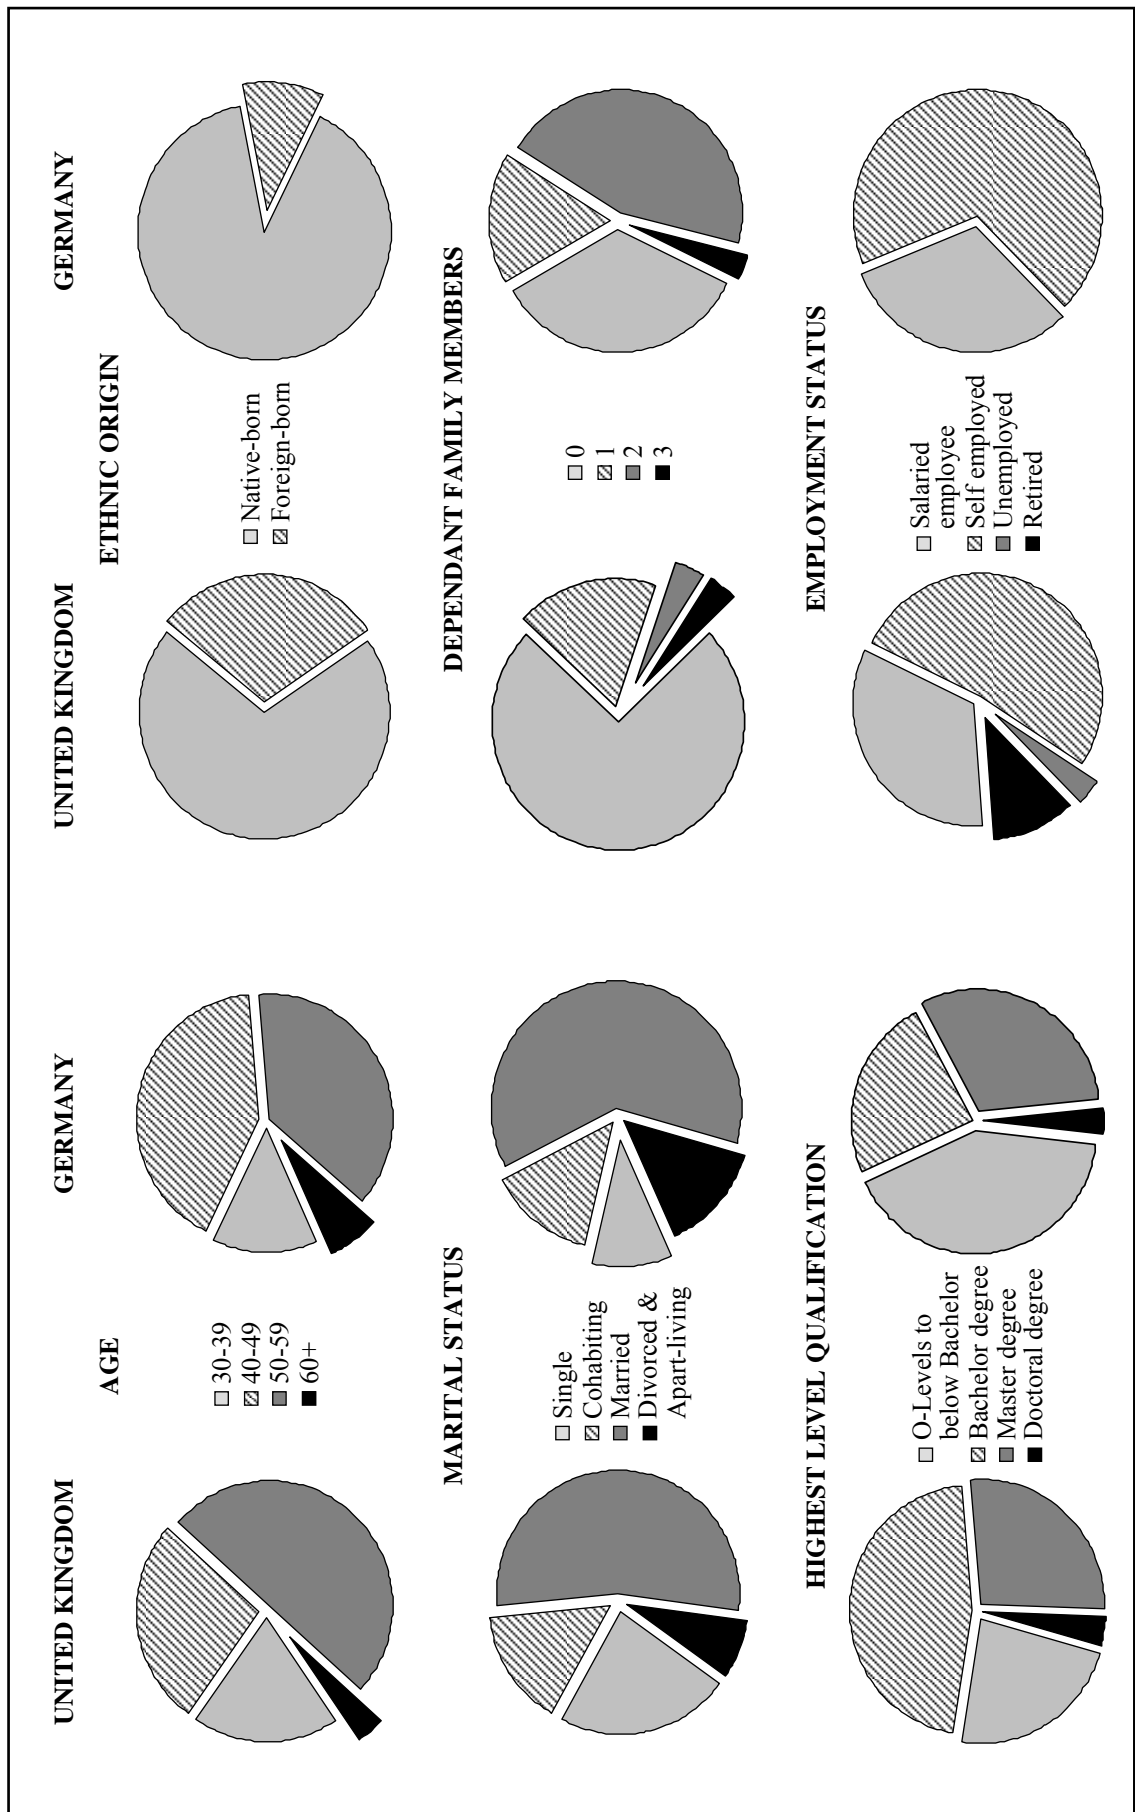 UNITED KINGDOM
GERMANY
UNITED KINGDOM
GERMANY
AGE
ETHNIC ORIGIN
30-39
40-49
50-59
60+
Native-born
Foreign-born
MARITAL STATUS
DEPENDANT FAMILY MEMBERS
Single
Cohabiting
Married
Divorced &
Apart-living
0
1
2
3
HIGHEST LEVEL QUALIFICATION
EMPLOYMENT STATUS
O-Levels to
below Bachelor
Bachelor degree
Master degree
Doctoral degree
Salaried
employee
Self employed
Unemployed
Retired